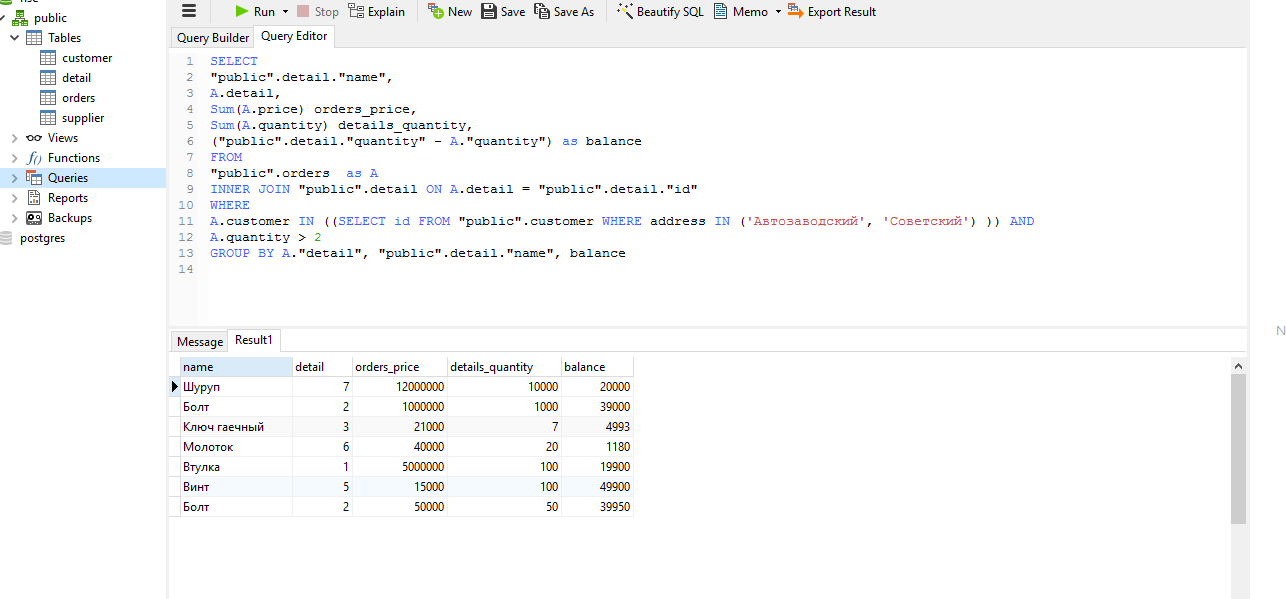 public
Tables
customer
detail
orders
supplier
Views
Functions
Queries
Reports
Backups
postgres
Run Stop Explain New Save Save As Beautify SQL Memo Export Result
Query Builder Query Editor
1 SELECT
2 "public".detail."name",
3 A.detail,
4 Sum(A.price) orders_price,
5 Sum(A.quantity) details_quantity,
6 ("public".detail."quantity" - A."quantity") as balance
7 FROM
8 "public".orders  as A
9 INNER JOIN "public".detail ON A.detail = "public".detail."id"
10 WHERE
11 A.customer IN ((SELECT id FROM "public".customer WHERE address IN ('Автозаводский', 'Советский') )) AND
12 A.quantity > 2
13 GROUP BY A."detail", "public".detail."name", balance
14
Message Result1
name detail orders_price details_quantity balance
Шуруп 7 12000000 10000 20000
Болт 2 1000000 1000 39000
Ключ гаечный 3 21000 7 4993
Молоток 6 40000 20 1180
Втулка 1 5000000 100 19900
Винт 5 15000 100 49900
Болт 2 50000 50 39950
N